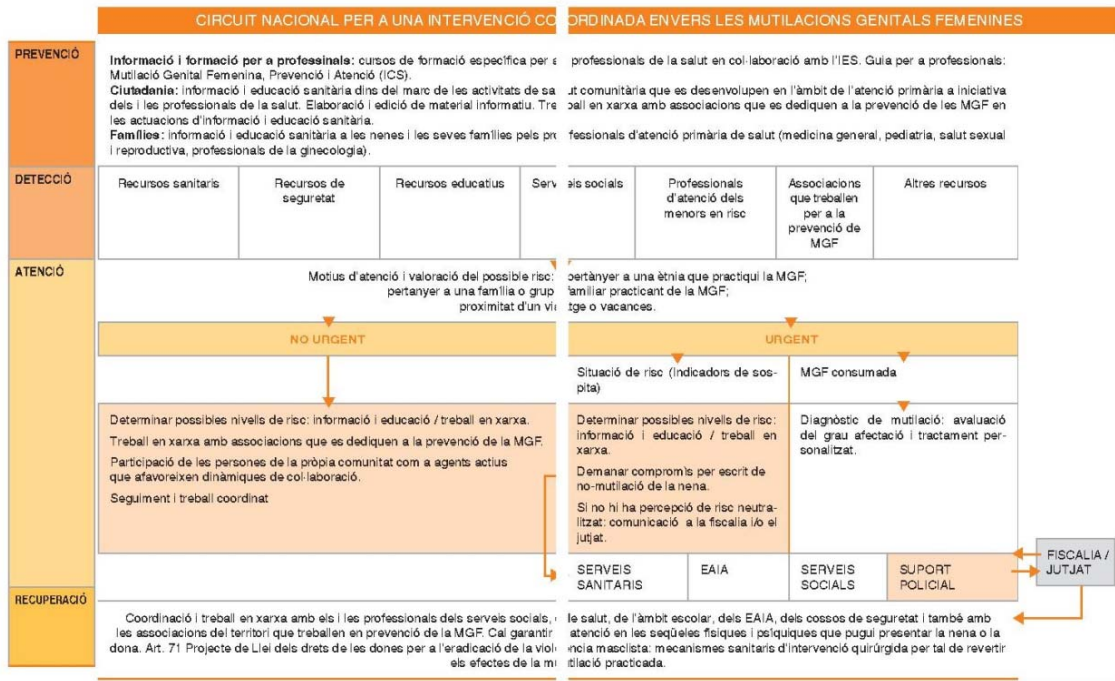 CIRCUIT NACIONAL PER A UNA INTERVENCIÓ COORDINADA ENVERS LES MUTILACIONS GENITALS FEMENINES
PREVENCIÓ
Informació i formació per a professinals: cursos de formació específica per a professionals de la salut en col·laboració amb l'IES. Guia per a professionals:
Mutilació Genital Femenina, Prevenció i Atenció (ICS).
Ciutadania: informació i educació sanitària dins del marc de les activitats de salut comunitària que es desenvolupen en l'àmbit de l'atenció primària a iniciativa
dels i les professionals de la salut. Elaboració i edició de material informatiu. Treball en xarxa amb associacions que es dediquen a la prevenció de les MGF en
les actuacions d'informació i educació sanitària.
Famílies: informació i educació sanitària a les nenes i les seves famílies pels professionals d'atenció primària de salut (medicina general, pediatria, salut sexual
i reproductiva, professionals de la ginecologia).
DETECCIÓ
Recursos sanitaris
Recursos de
seguretat
Recursos educatius
Serveis socials
Professionals
d'atenció dels
menors en risc
Associacions
que treballen
per a la
prevenció de
MGF
Altres recursos
ATENCIÓ
Motius d'atenció i valoració del possible risc: pertànyer a una ètnia que practiqui la MGF;
pertanyer a una família o grup familiar practicant de la MGF;
proximitat d'un viatge o vacances.
NO URGENT
URGENT
Situació de risc (Indicadors de sos-
pita)
MGF consumada
Determinar possibles nivells de risc: informació i educació / treball en xarxa.
Treball en xarxa amb associacions que es dediquen a la prevenció de la MGF.
Participació de les persones de la pròpia comunitat com a agents actius
que afavoreixen dinàmiques de col·laboració.
Seguiment i treball coordinat
Determinar possibles nivells de risc:
informació i educació / treball en
xarxa.
Demanar compromís per escrit de
no-mutilació de la nena.
Si no hi ha percepció de risc neutra-
litzat: comunicació a la fiscalia i/o el
jutjat.
Diagnòstic de mutilació: avaluació
del grau afectació i tractament per-
sonalitzat.
SERVEIS
SANITARIS
EAIA
SERVEIS
SOCIALS
SUPORT
POLICIAL
FISCALIA /
JUTJAT
RECUPERACIÓ
Coordinació i treball en xarxa amb els i les professionals dels serveis socials, de salut, de l'àmbit escolar, dels EAIA, dels cossos de seguretat i també amb
les associacions del territori que treballen en prevenció de la MGF. Cal garantir atenció en les seqüeles físiques i psíquiques que pugui presentar la nena o la
dona. Art. 71 Projecte de Llei dels drets de les dones per a l'eradicació de la violència masclista: mecanismes sanitaris d'intervenció quirúrgida per tal de revertir
els efectes de la mutilació practicada.